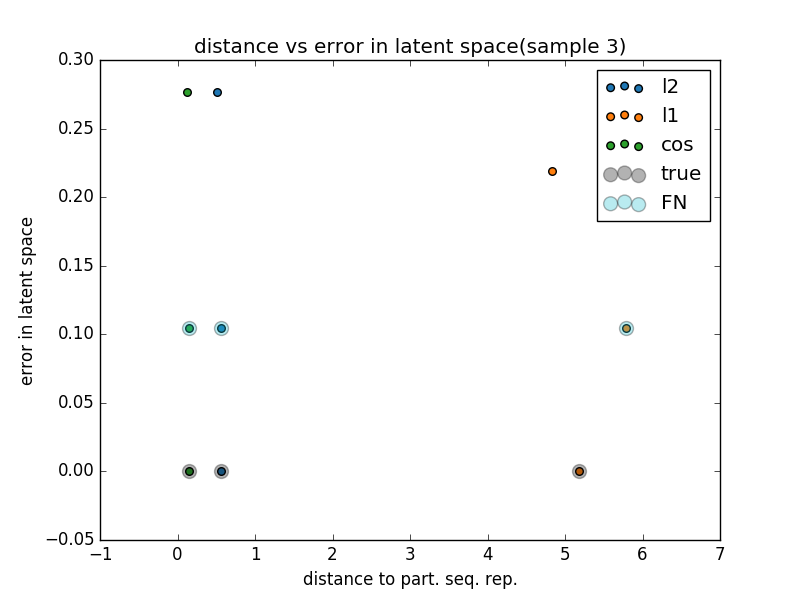 distance vs error in latent space(sample 3)
0.30
0.25
0.20
0.15
0.10
0.05
0.00
−0.05
error in latent space
l2
l1
cos
true
FN
−1 0 1 2 3 4 5 6 7
distance to part. seq. rep.